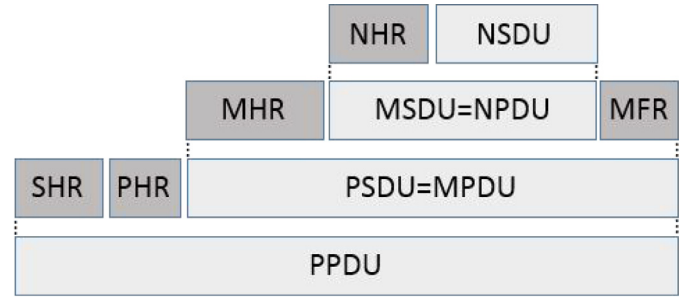 NHR NSDU
MHR MSDU=NPDU MFR
SHR PHR PSDU=MPDU
PPDU